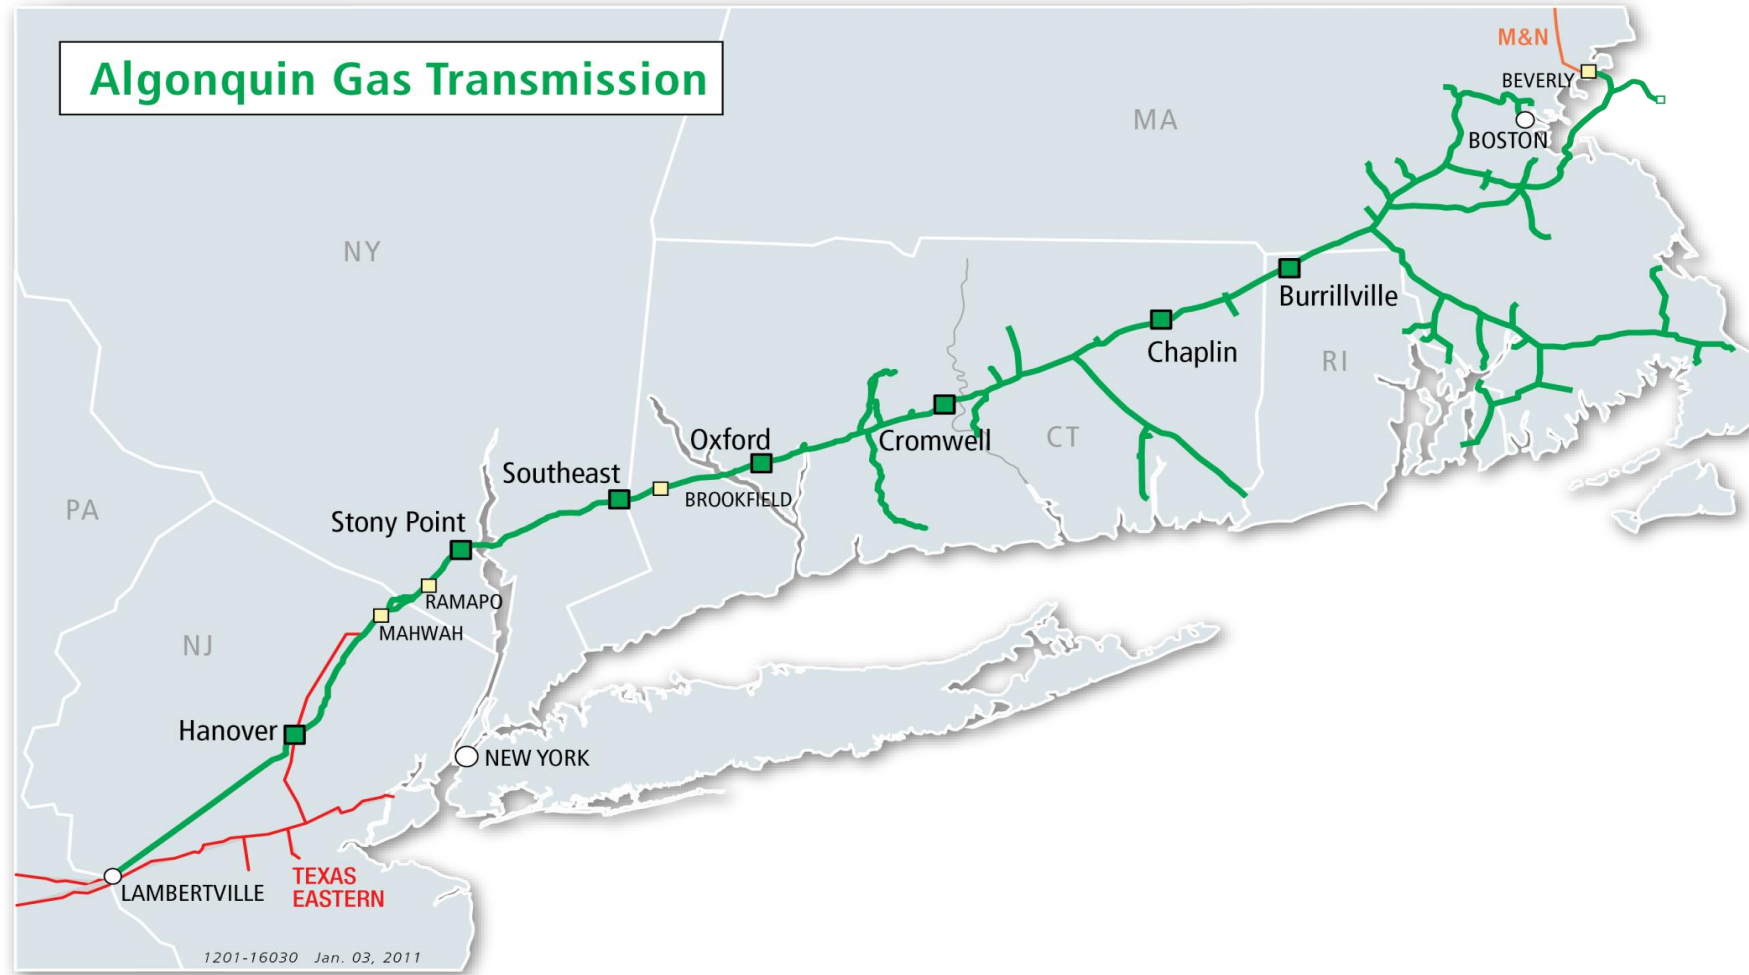 Algonquin Gas Transmission
M&N
BEVERLY
BOSTON
MA
NY
Burrillville
Chaplin
RI
Oxford
Cromwell
CT
Southeast
BROOKFIELD
PA
Stony Point
RAMAPO
MAHWAH
NJ
Hanover
NEW YORK
LAMBERTVILLE
TEXAS
EASTERN
1201-16030 Jan. 03, 2011